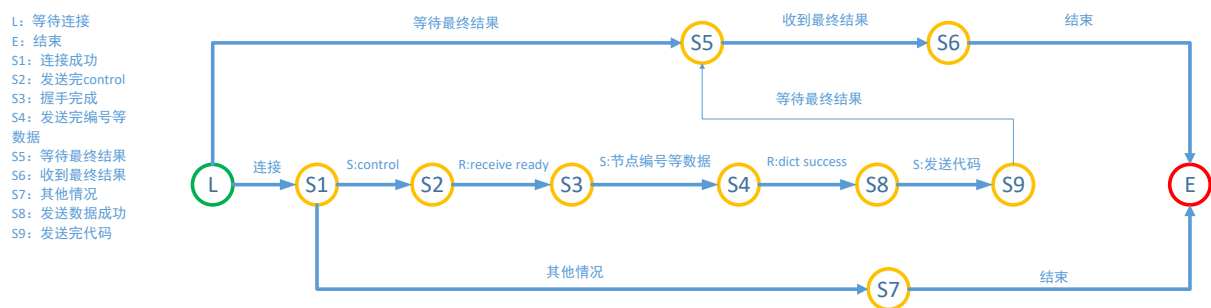 L：等待连接
E：结束
S1：连接成功
S2：发送完control
S3：握手完成
S4：发送完编号等
数据
S5：等待最终结果
S6：收到最终结果
S7：其他情况
S8：发送数据成功
S9：发送完代码
等待最终结果
S5
收到最终结果
S6
结束
等待最终结果
L
连接
S1
S:control
S2
R:receive ready
S3
S:节点编号等数据
S4
R:dict success
S8
S:发送代码
S9
E
其他情况
S7
结束